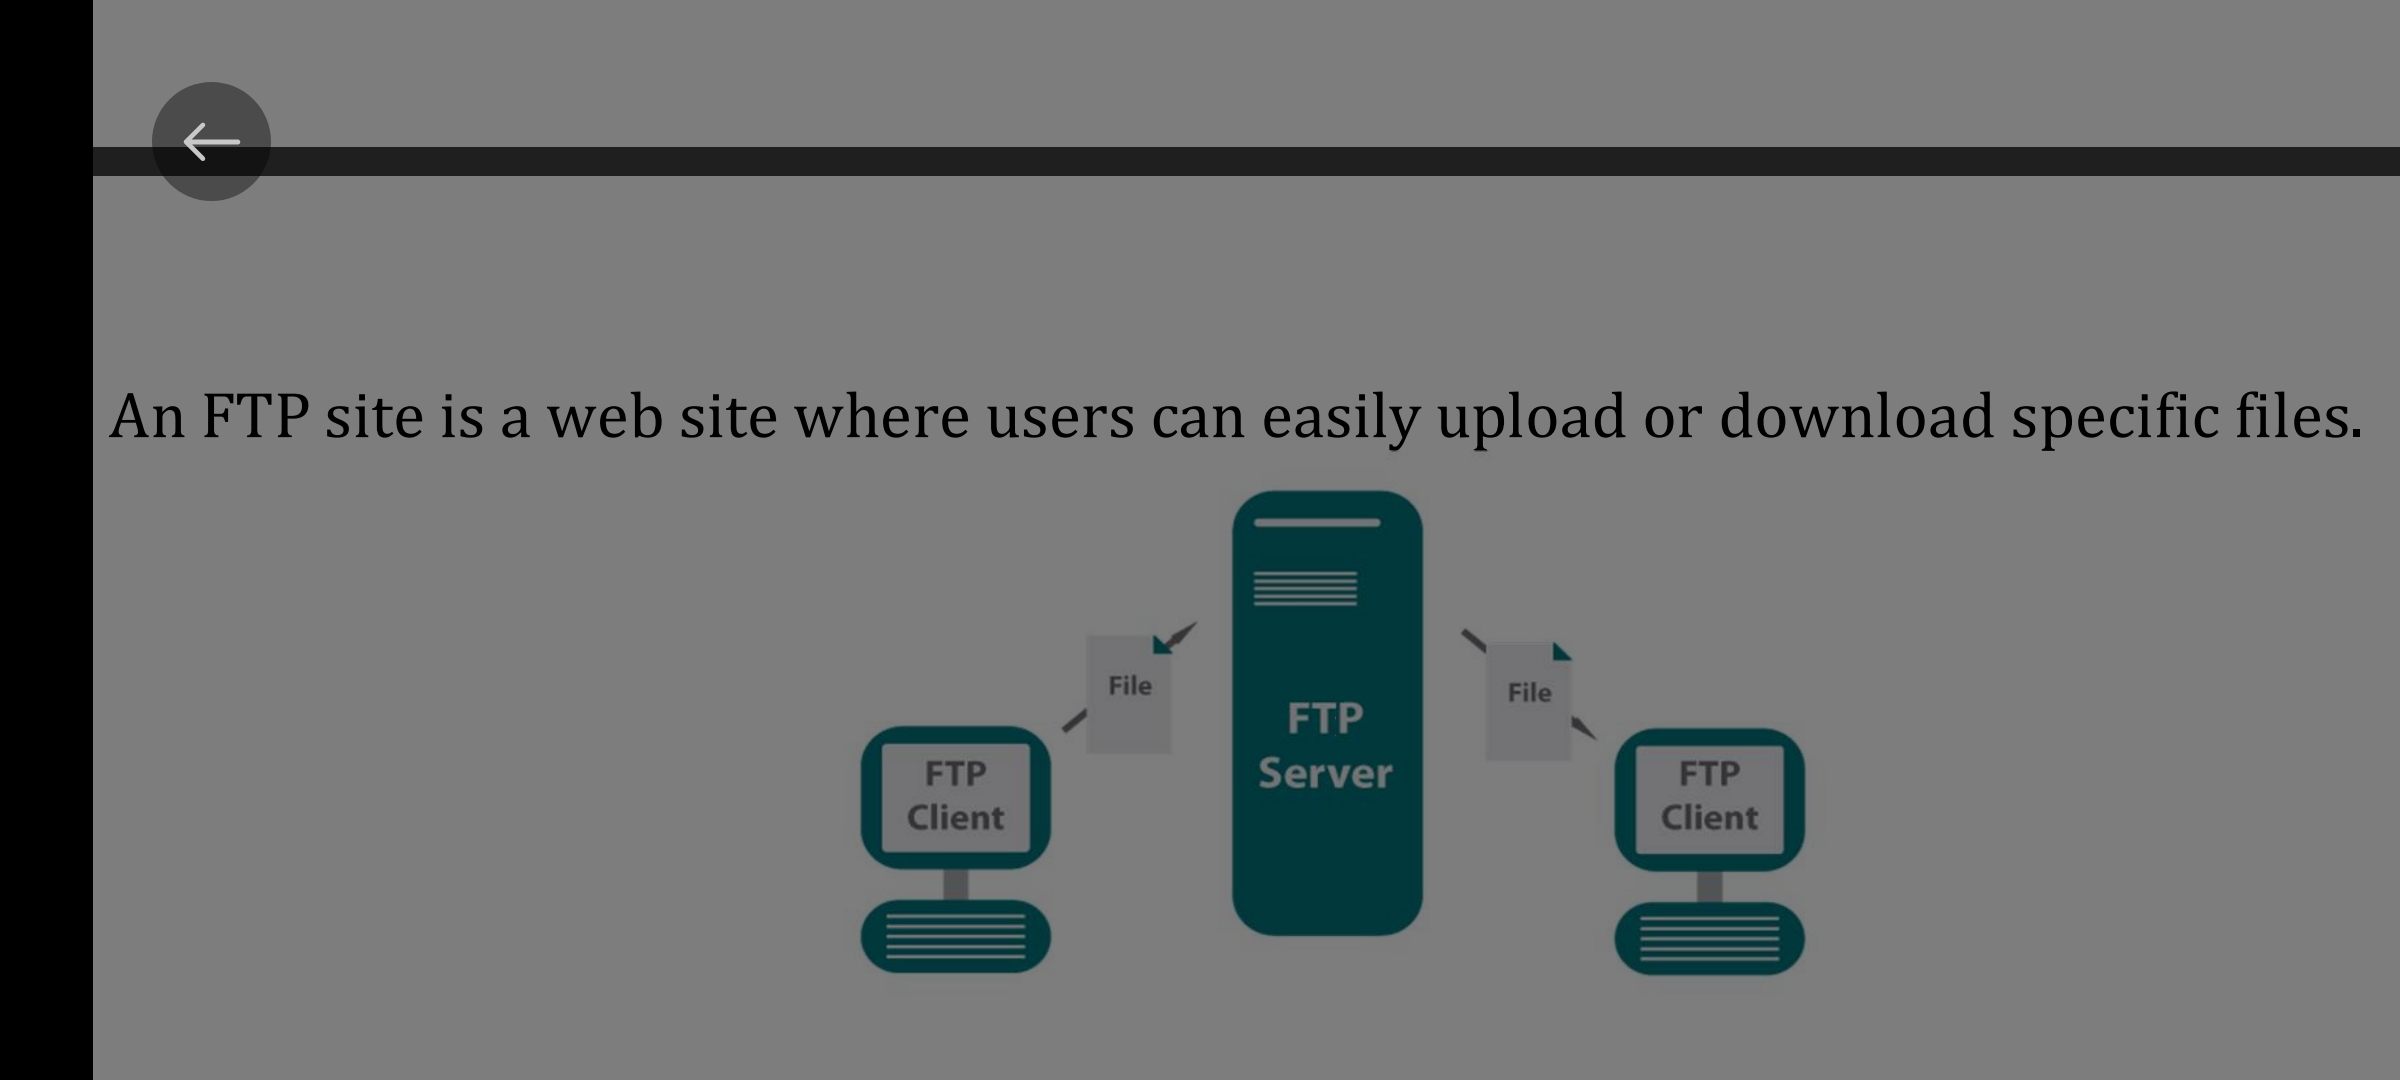 An FTP site is a web site where users can easily upload or download specific files.
File
File
FTP
Server
FTP
Client
FTP
Client